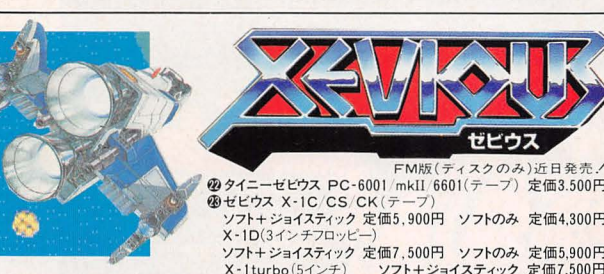 XEVIOUS
ゼビウス
FM版(ディスクのみ)近日発売!
㉒タイニーゼビウス PC-6001/mkII/6601(テープ) 定価3.500円
㉓ゼビウス X-1C/CS/CK(テープ)
ソフト+ジョイスティック 定価5,900円 ソフトのみ 定価4,300円
X-1D(3インチフロッピー)
ソフト+ジョイスティック 定価7,500円 ソフトのみ 定価5,900円
X-1turbo(5インチ) ソフト+ジョイスティック 定価7,500円